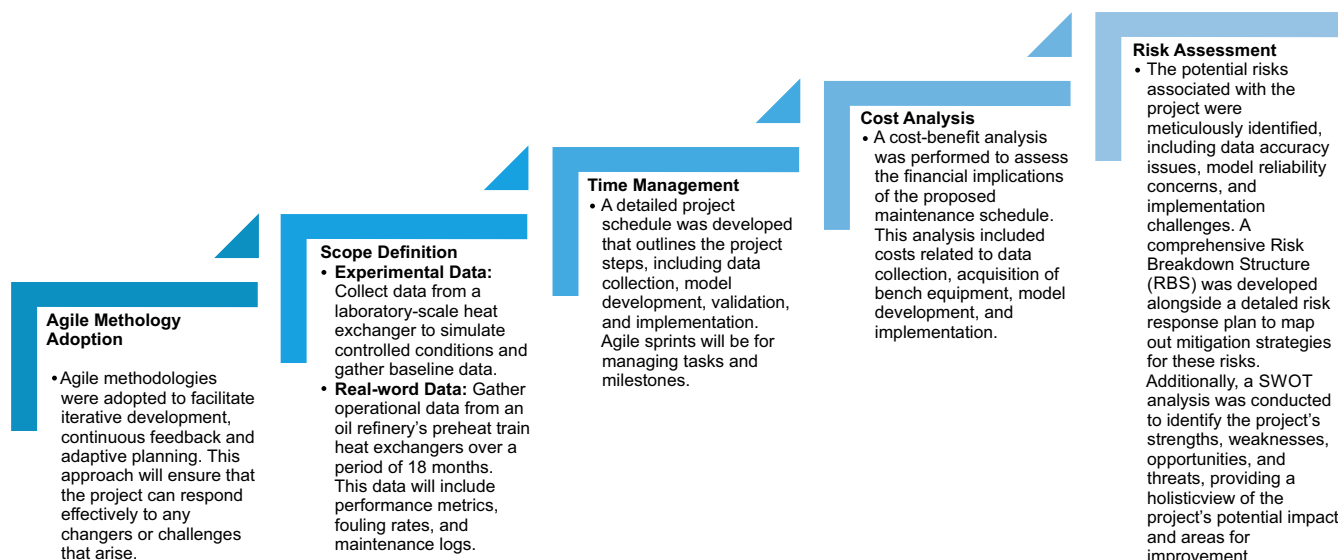 Agile Methology
Adoption
• Agile methodologies
were adopted to facilitate
iterative development,
continuous feedback and
adaptive planning. This
approach will ensure that
the project can respond
effectively to any
changers or challenges
that arise.
Scope Definition
• Experimental Data:
Collect data from a
laboratory-scale heat
exchanger to simulate
controlled conditions and
gather baseline data.
• Real-word Data: Gather
operational data from an
oil refinery's preheat train
heat exchangers over a
period of 18 months.
This data will include
performance metrics,
fouling rates, and
maintenance logs.
Time Management
• A detailed project
schedule was developed
that outlines the project
steps, including data
collection, model
development, validation,
and implementation.
Agile sprints will be for
managing tasks and
milestones.
Cost Analysis
• A cost-benefit analysis
was performed to assess
the financial implications
of the proposed
maintenance schedule.
This analysis included
costs related to data
collection, acquisition of
bench equipment, model
development, and
implementation.
Risk Assessment
• The potential risks
associated with the
project were
meticulously identified,
including data accuracy
issues, model reliability
concerns, and
implementation
challenges. A
comprehensive Risk
Breakdown Structure
(RBS) was developed
alongside a detaled risk
response plan to map
out mitigation strategies
for these risks.
Additionally, a SWOT
analysis was conducted
to identify the project's
strengths, weaknesses,
opportunities, and
threats, providing a
holisticview of the
project's potential impact
and areas for
improvement